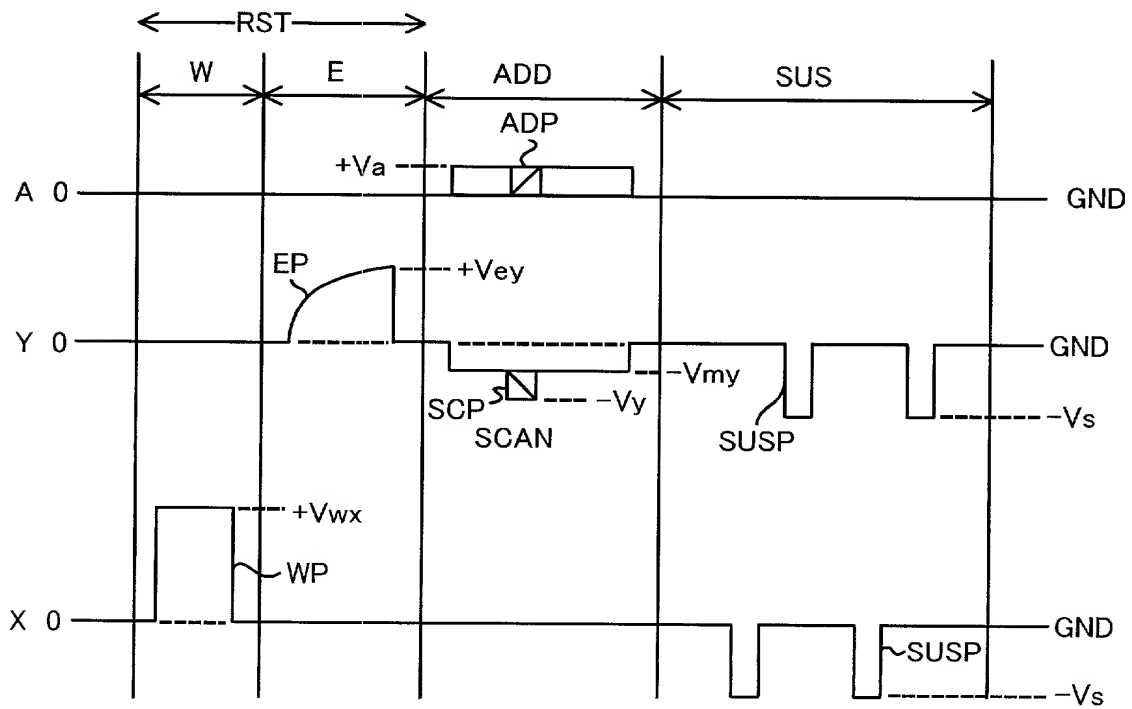 RST
W E ADD SUS
ADP
+Va
A 0 GND
EP +Vey
Y 0 GND
−Vmy
SCP −Vy
SCAN
SUSP −Vs
+Vwx
WP
X 0 GND
SUSP
−Vs